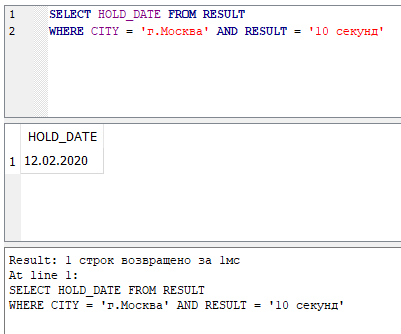 1 SELECT HOLD_DATE FROM RESULT
2 WHERE CITY = 'г.Москва' AND RESULT = '10 секунд'
HOLD_DATE
1 12.02.2020
Result: 1 строк возвращено за 1мс
At line 1:
SELECT HOLD_DATE FROM RESULT
WHERE CITY = 'г.Москва' AND RESULT = '10 секунд'